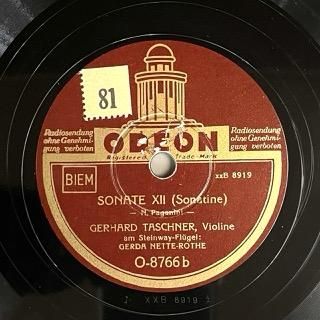 81
Radiosendung
ohne Genehmi-
gung verboten
Radiosendung
ohne Genehmi-
gung verboten
ODEON
Registered Trade-Mark
xxB 8919
BIEM
SONATE XII (Sonatine)
— N. Paganini —
GERHARD TASCHNER, Violine
am Steinway-Flügel:
GERDA NETTE-ROTHE
O-8766b
XXB 8919